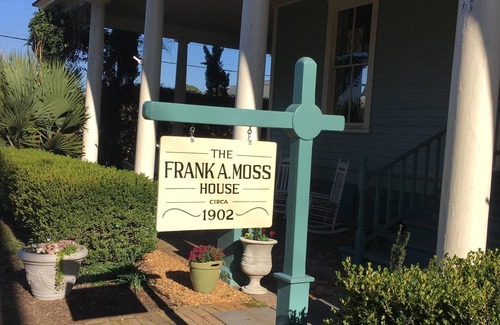 THE
FRANK A. MOSS
HOUSE
CIRCA
1902